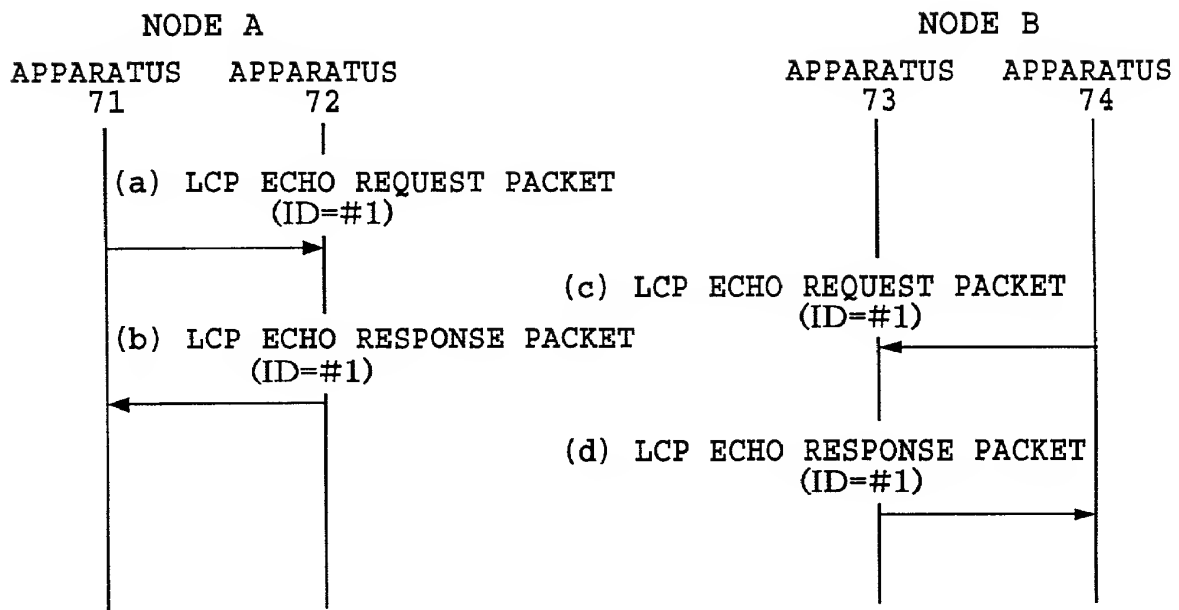 NODE A
NODE B
APPARATUS 71
APPARATUS 72
APPARATUS 73
APPARATUS 74
(a) LCP ECHO REQUEST PACKET
(ID=#1)
(c) LCP ECHO REQUEST PACKET
(ID=#1)
(b) LCP ECHO RESPONSE PACKET
(ID=#1)
(d) LCP ECHO RESPONSE PACKET
(ID=#1)